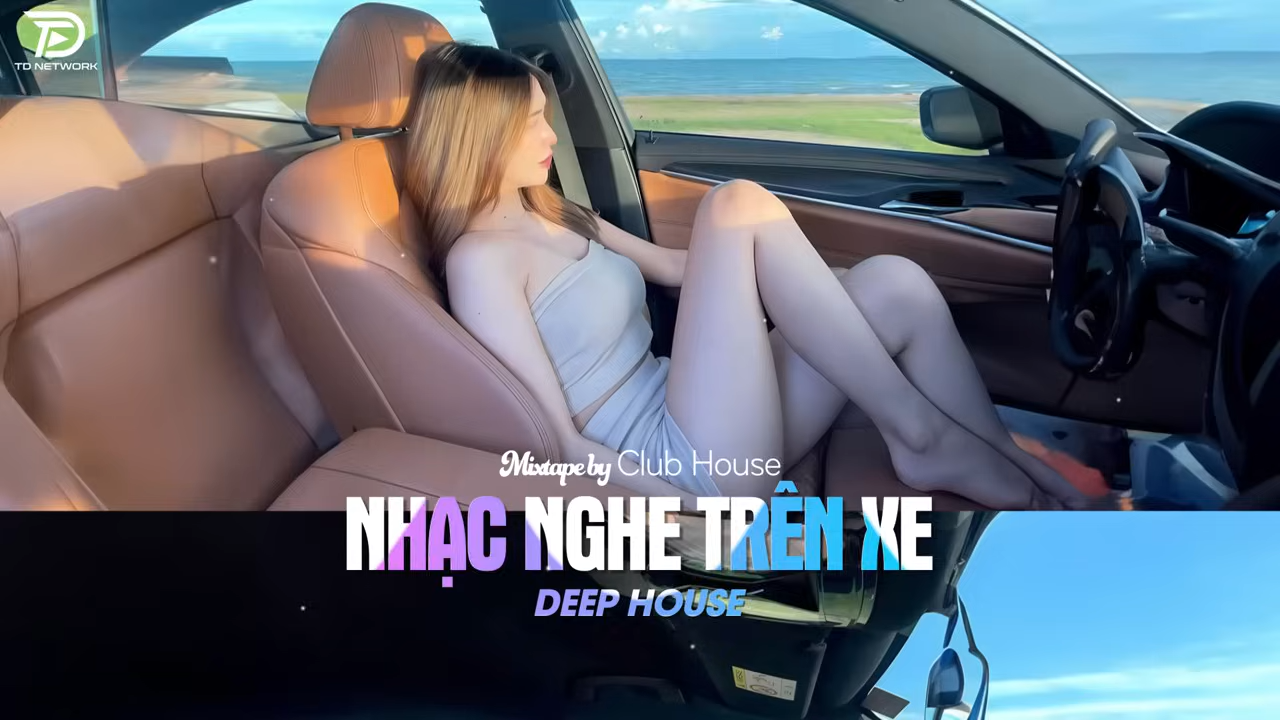 TD NETWORK
Mixtape by Club House
NHẠC NGHE TRÊN XE
DEEP HOUSE